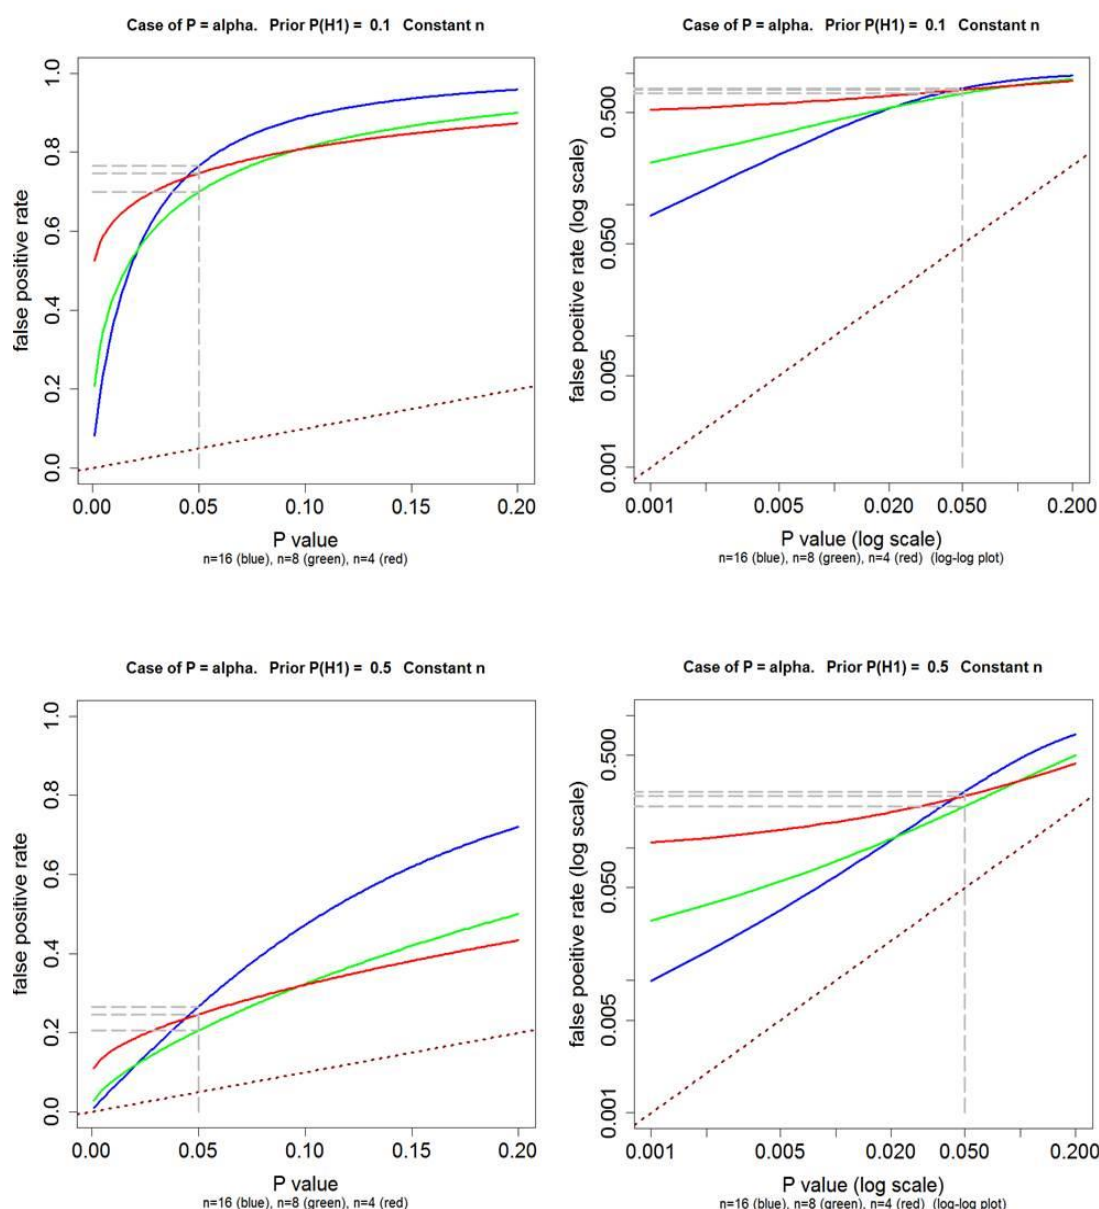 Case of P = alpha. Prior P(H1) = 0.1 Constant n
false positive rate
1.0
0.8
0.6
0.4
0.2
0.0
0.00 0.05 0.10 0.15 0.20
P value
n=16 (blue), n=8 (green), n=4 (red)
Case of P = alpha. Prior P(H1) = 0.1 Constant n
false poeitive rate (log scale)
0.500
0.050
0.005
0.001
0.001 0.005 0.020 0.050 0.200
P value (log scale)
n=16 (blue), n=8 (green), n=4 (red) (log-log plot)
Case of P = alpha. Prior P(H1) = 0.5 Constant n
false positive rate
1.0
0.8
0.6
0.4
0.2
0.0
0.00 0.05 0.10 0.15 0.20
P value
n=16 (blue), n=8 (green), n=4 (red)
Case of P = alpha. Prior P(H1) = 0.5 Constant n
false poeitive rate (log scale)
0.500
0.050
0.005
0.001
0.001 0.005 0.020 0.050 0.200
P value (log scale)
n=16 (blue), n=8 (green), n=4 (red) (log-log plot)